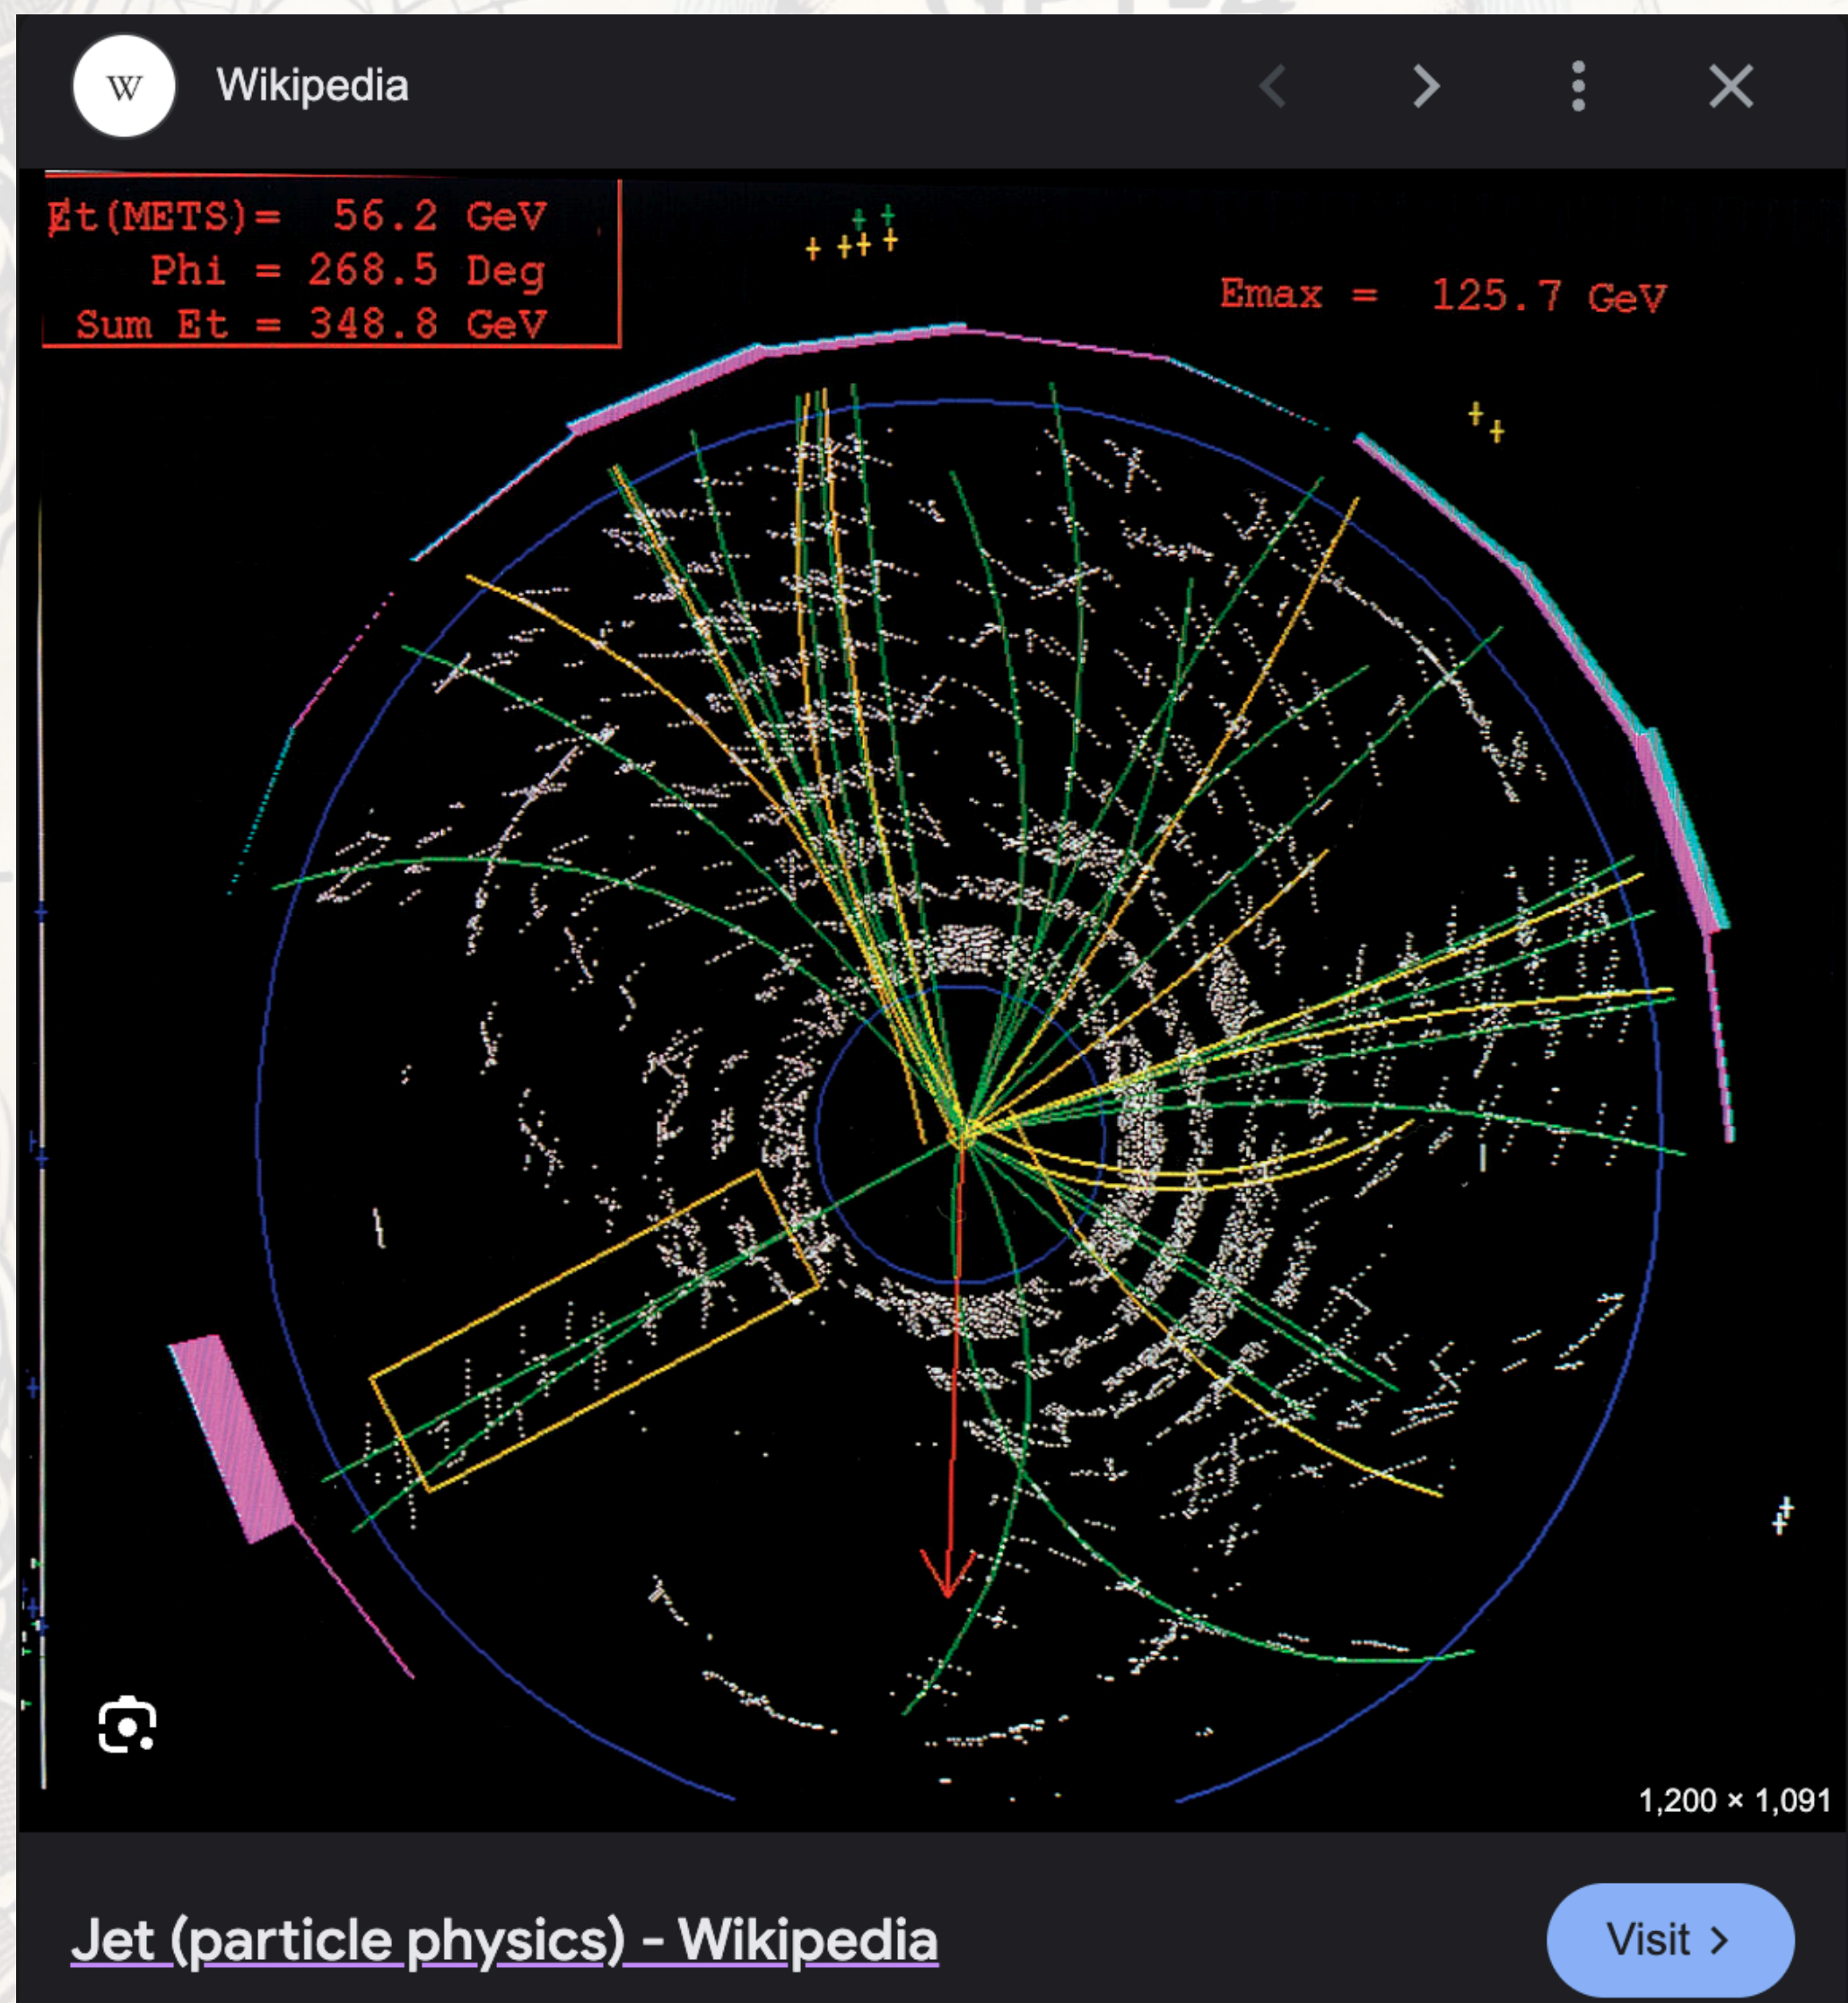 W Wikipedia
Et(METS)= 56.2 GeV
Phi = 268.5 Deg
Sum Et = 348.8 GeV
Emax = 125.7 GeV
1,200 × 1,091
Jet (particle physics) - Wikipedia
Visit >